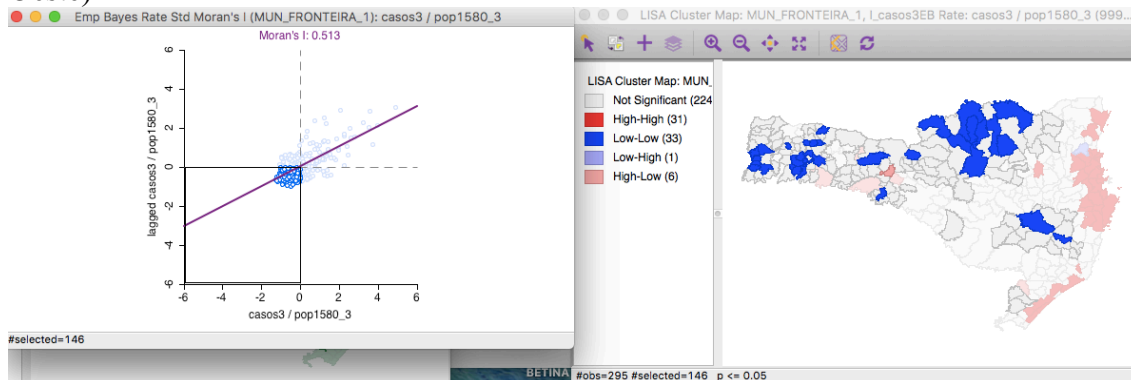 Emp Bayes Rate Std Moran's I (MUN_FRONTEIRA_1): casos3 / pop1580_3
Moran's I: 0.513
6
4
2
0
-2
-4
-6
lagged casos3 / pop1580_3
-6 -4 -2 0 2 4 6
casos3 / pop1580_3
#selected=146
BETINA
LISA Cluster Map: MUN_FRONTEIRA_1, I_casos3EB Rate: casos3 / pop1580_3 (999...
LISA Cluster Map: MUN_
Not Significant (224
High-High (31)
Low-Low (33)
Low-High (1)
High-Low (6)
#obs=295 #selected=146 p <= 0.05